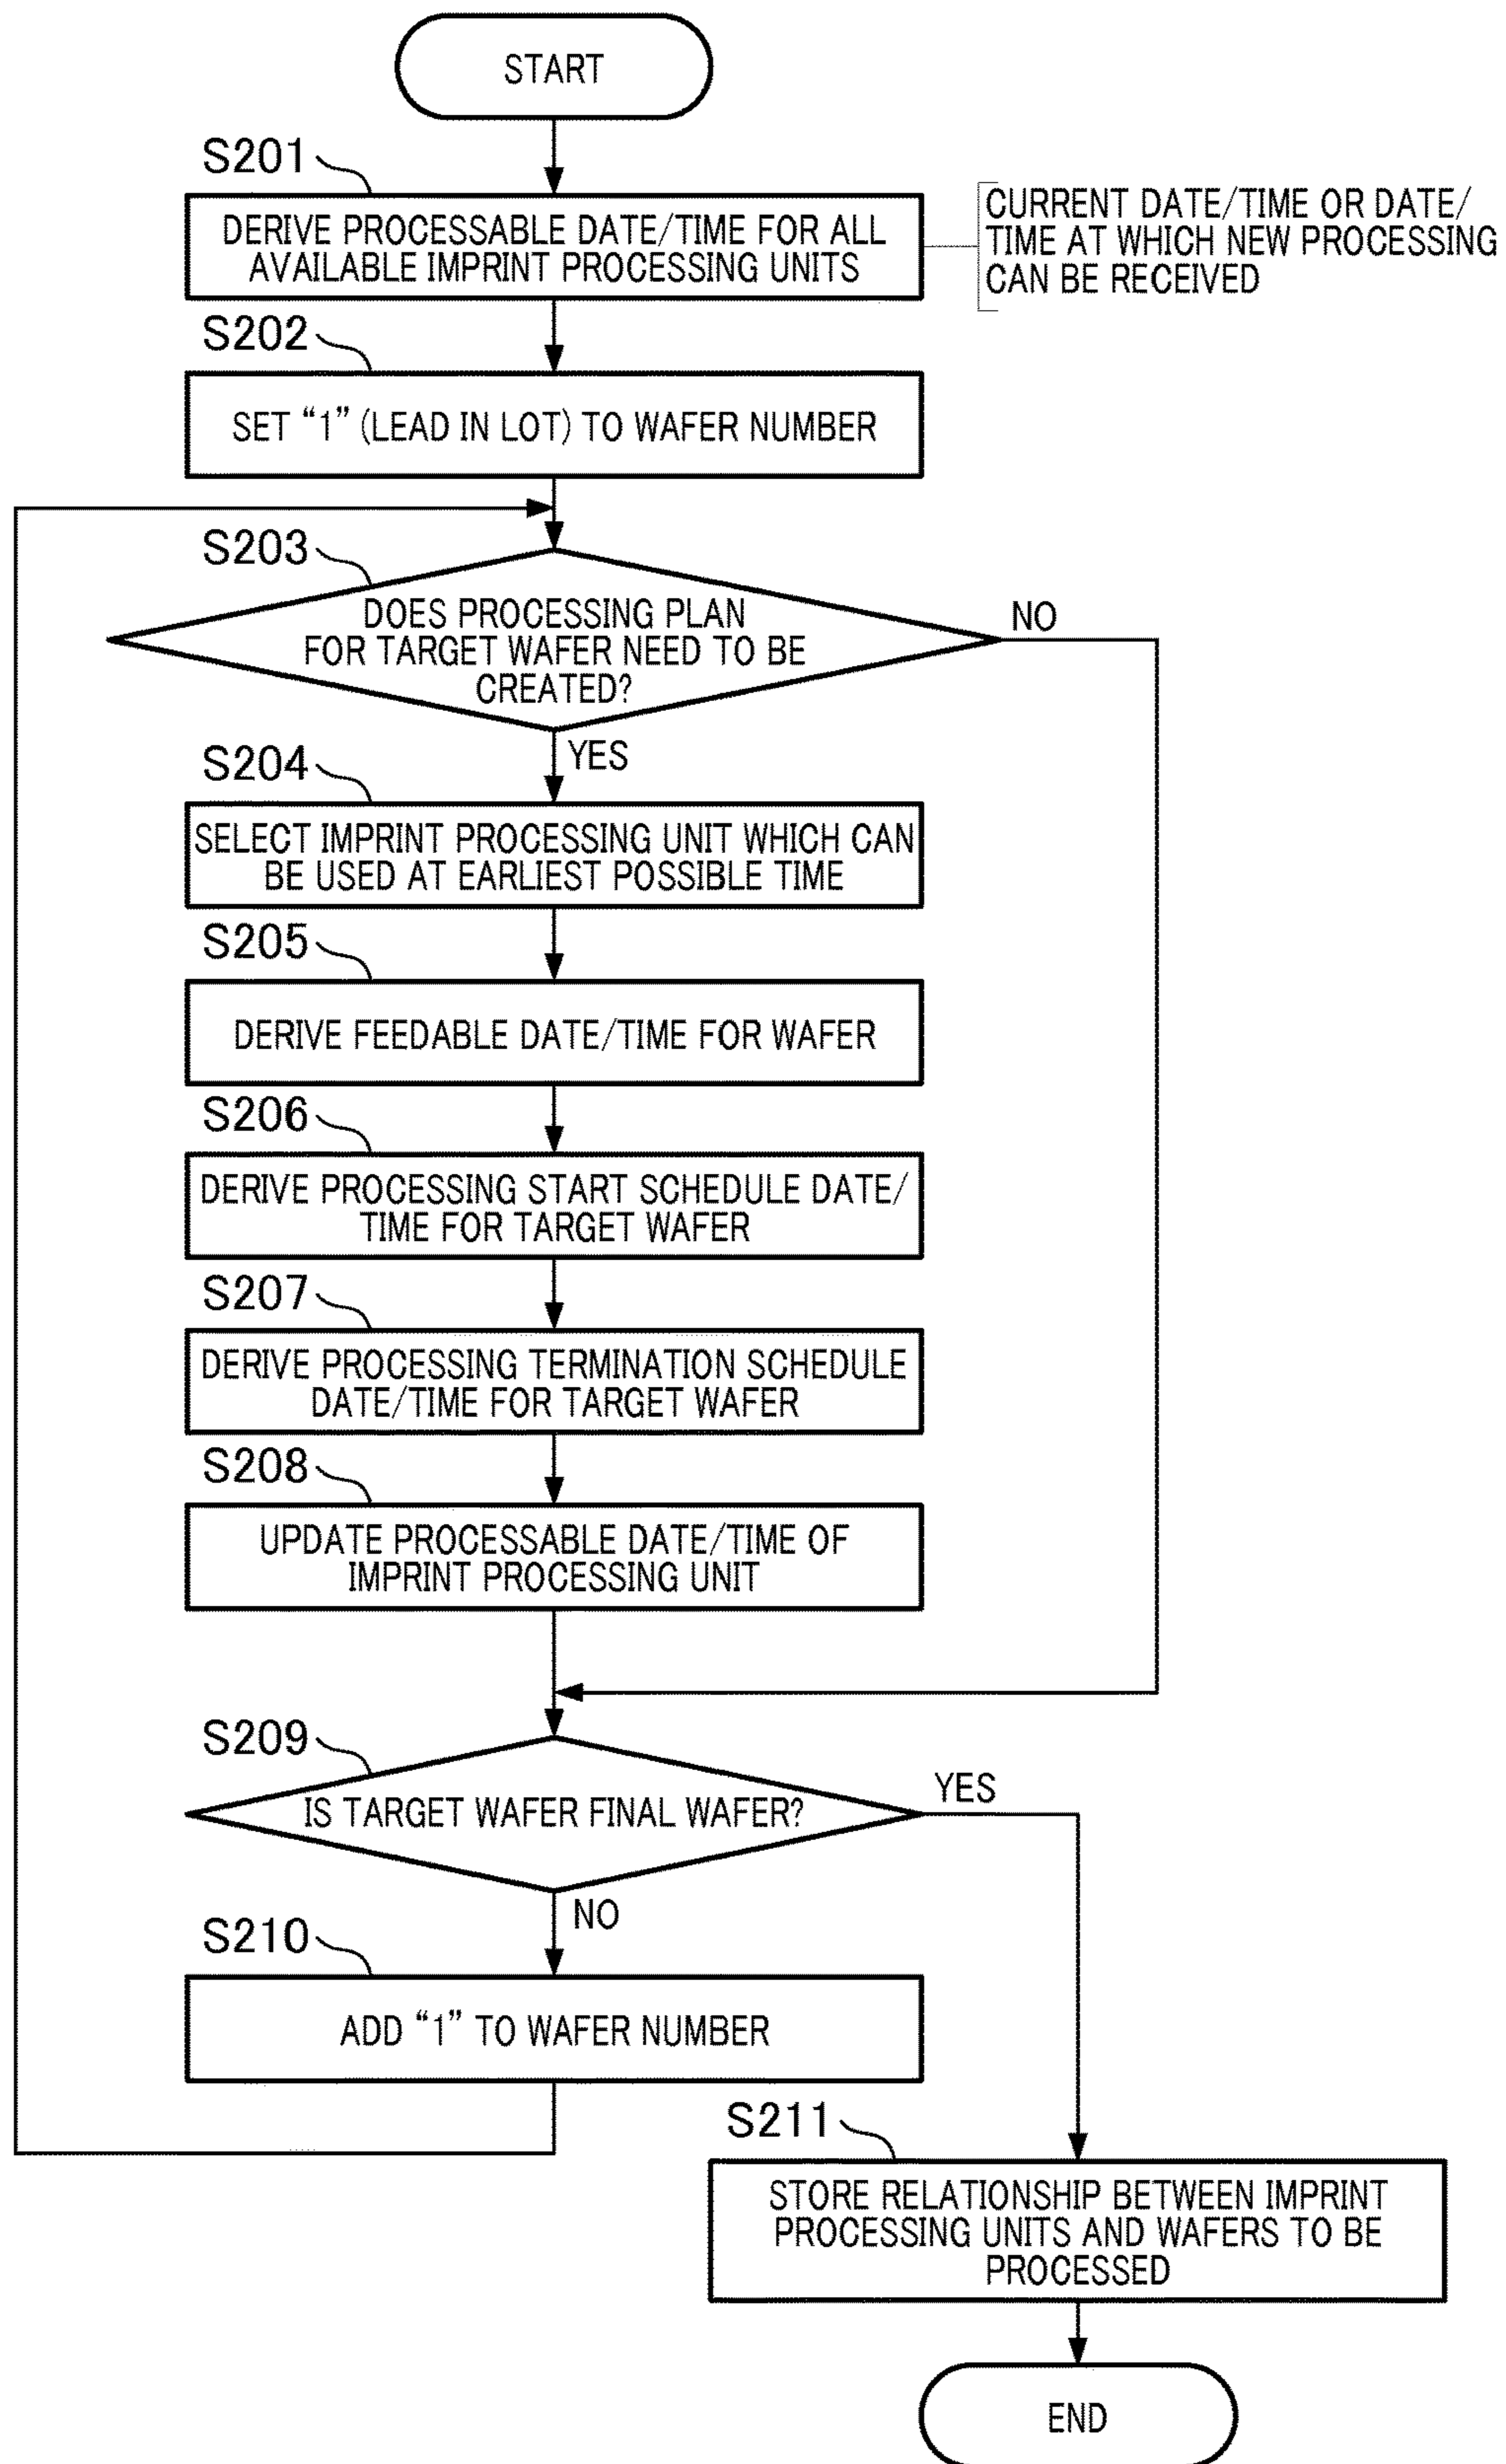 START
S201
DERIVE PROCESSABLE DATE/TIME FOR ALL
AVAILABLE IMPRINT PROCESSING UNITS
CURRENT DATE/TIME OR DATE/
TIME AT WHICH NEW PROCESSING
CAN BE RECEIVED
S202
SET “1” (LEAD IN LOT) TO WAFER NUMBER
S203
DOES PROCESSING PLAN
FOR TARGET WAFER NEED TO BE
CREATED?
NO
YES
S204
SELECT IMPRINT PROCESSING UNIT WHICH CAN
BE USED AT EARLIEST POSSIBLE TIME
S205
DERIVE FEEDABLE DATE/TIME FOR WAFER
S206
DERIVE PROCESSING START SCHEDULE DATE/
TIME FOR TARGET WAFER
S207
DERIVE PROCESSING TERMINATION SCHEDULE
DATE/TIME FOR TARGET WAFER
S208
UPDATE PROCESSABLE DATE/TIME OF
IMPRINT PROCESSING UNIT
S209
IS TARGET WAFER FINAL WAFER?
YES
NO
S210
ADD “1” TO WAFER NUMBER
S211
STORE RELATIONSHIP BETWEEN IMPRINT
PROCESSING UNITS AND WAFERS TO BE
PROCESSED
END